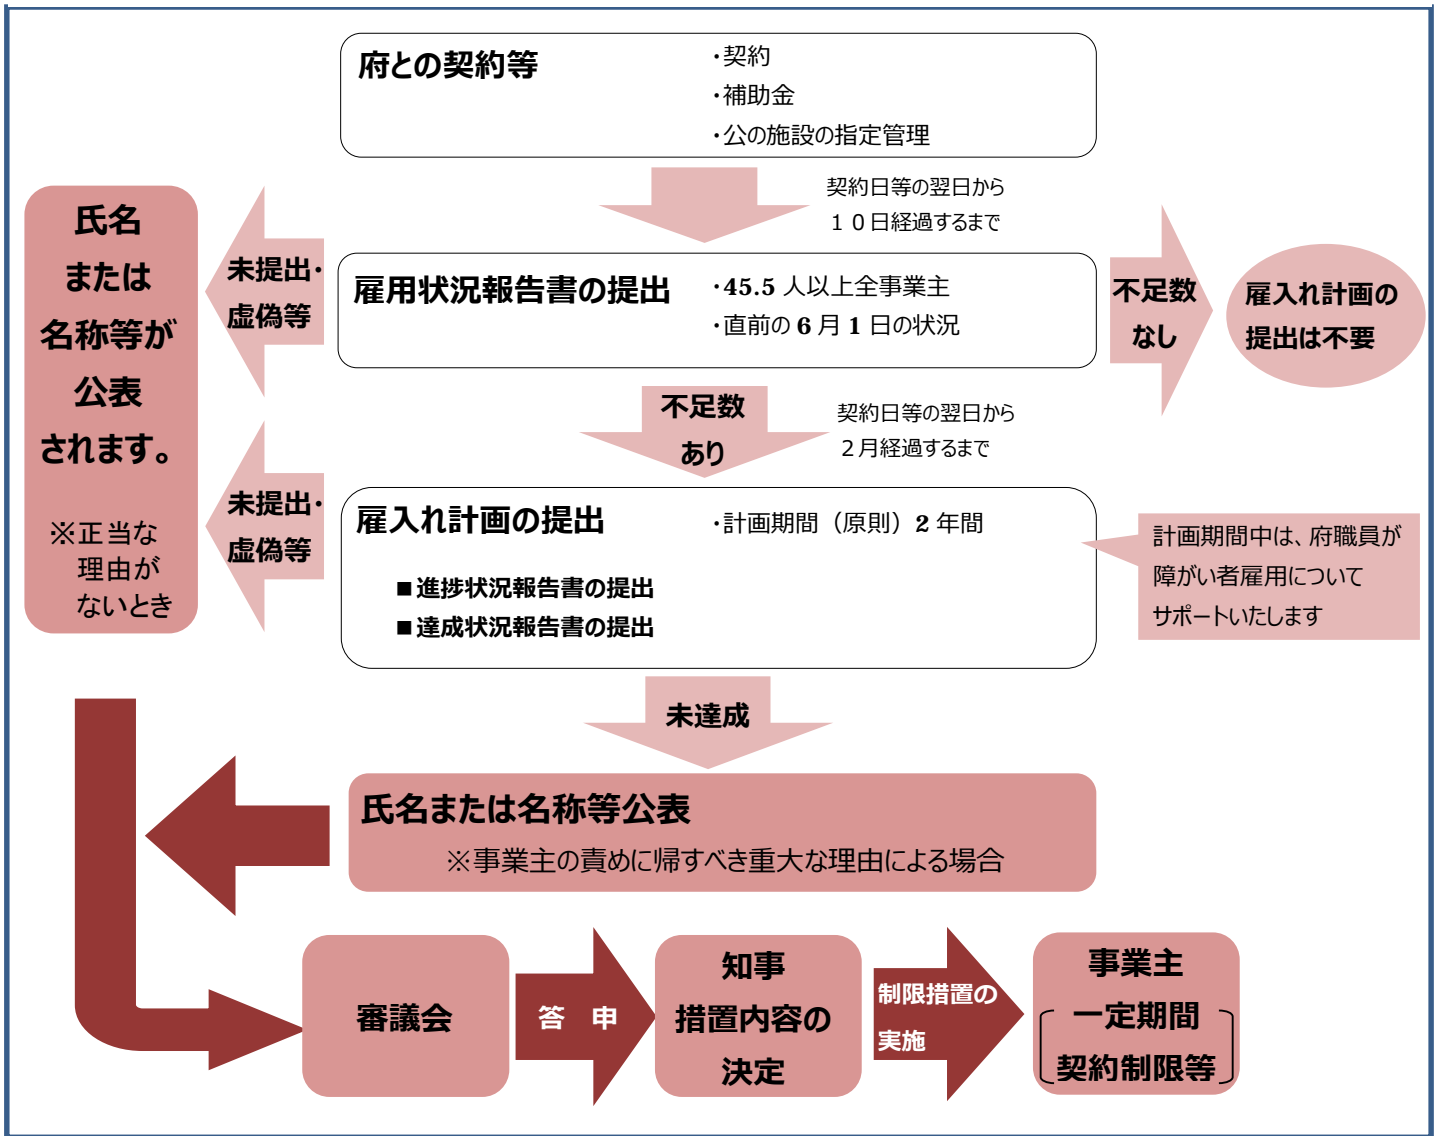 府との契約等
・契約
・補助金
・公の施設の指定管理
契約日等の翌日から
１０日経過するまで
氏名
または
名称等が
公表
されます。
※正当な
理由が
ないとき
未提出・
虚偽等
雇用状況報告書の提出
・45.5 人以上全事業主
・直前の 6 月 1 日の状況
不足数
なし
雇入れ計画の
提出は不要
不足数
あり
契約日等の翌日から
２月経過するまで
未提出・
虚偽等
雇入れ計画の提出
・計画期間（原則）2 年間
■進捗状況報告書の提出
■達成状況報告書の提出
計画期間中は、府職員が
障がい者雇用について
サポートいたします
未達成
氏名または名称等公表
※事業主の責めに帰すべき重大な理由による場合
審議会
答　申
知事
措置内容の
決定
制限措置の
実施
事業主
一定期間
契約制限等